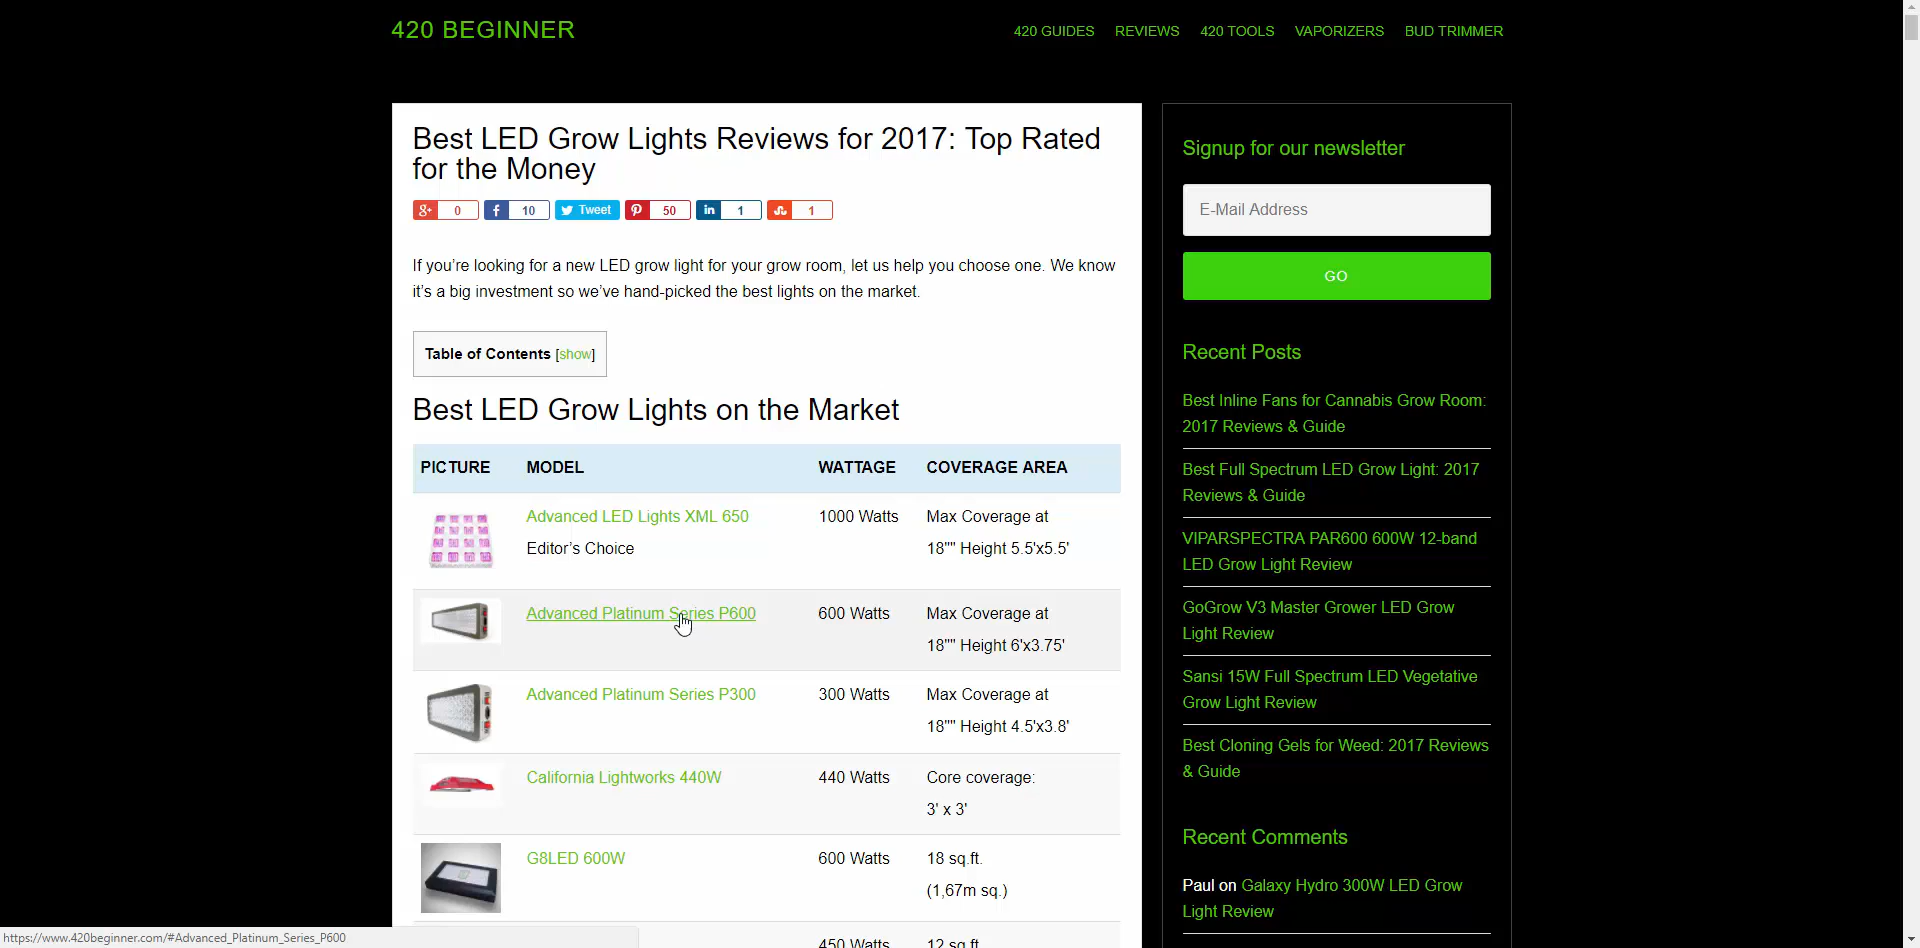 420 BEGINNER
420 GUIDES REVIEWS 420 TOOLS VAPORIZERS BUD TRIMMER
Best LED Grow Lights Reviews for 2017: Top Rated
for the Money
0
10
Tweet
50
1
1
If you’re looking for a new LED grow light for your grow room, let us help you choose one. We know
it’s a big investment so we’ve hand-picked the best lights on the market.
Table of Contents [show]
Best LED Grow Lights on the Market
PICTURE MODEL WATTAGE COVERAGE AREA
Advanced LED Lights XML 650 1000 Watts Max Coverage at
Editor’s Choice 18"" Height 5.5'x5.5'
Advanced Platinum Series P600 600 Watts Max Coverage at
18"" Height 6'x3.75'
Advanced Platinum Series P300 300 Watts Max Coverage at
18"" Height 4.5'x3.8'
California Lightworks 440W 440 Watts Core coverage:
3' x 3'
G8LED 600W 600 Watts 18 sq.ft.
(1,67m sq.)
450 Watts 12 sq.ft.
Signup for our newsletter
E-Mail Address
GO
Recent Posts
Best Inline Fans for Cannabis Grow Room:
2017 Reviews & Guide
Best Full Spectrum LED Grow Light: 2017
Reviews & Guide
VIPARSPECTRA PAR600 600W 12-band
LED Grow Light Review
GoGrow V3 Master Grower LED Grow
Light Review
Sansi 15W Full Spectrum LED Vegetative
Grow Light Review
Best Cloning Gels for Weed: 2017 Reviews
& Guide
Recent Comments
Paul on Galaxy Hydro 300W LED Grow
Light Review
https://www.420beginner.com/#Advanced_Platinum_Series_P600